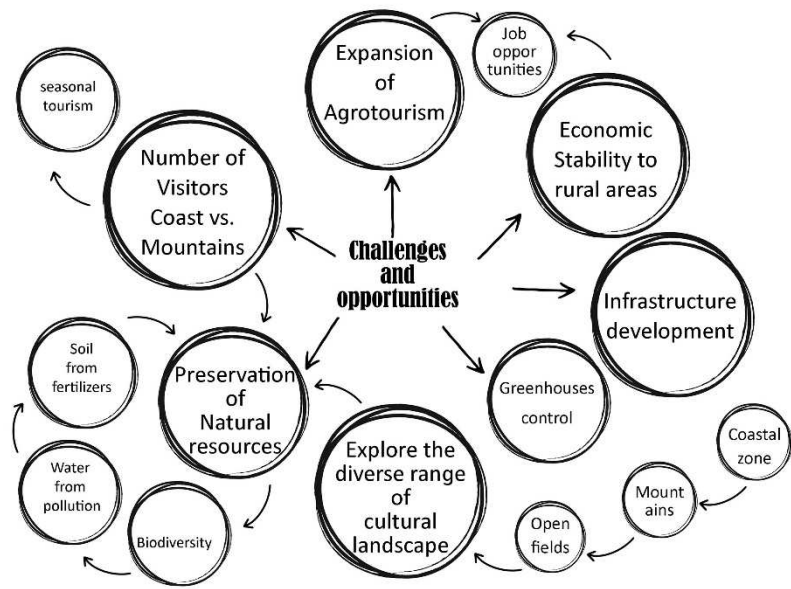 Expansion
of
Agrotourism
Job
oppor
tunities
seasonal
tourism
Number of
Visitors
Coast vs.
Mountains
Economic
Stability to
rural areas
Challenges
and
opportunities
Infrastructure
development
Soil
from
fertilizers
Preservation
of
Natural
resources
Greenhouses
control
Explore the
diverse range
of
cultural
landscape
Coastal
zone
Mount
ains
Open
fields
Water
from
pollution
Biodiversity